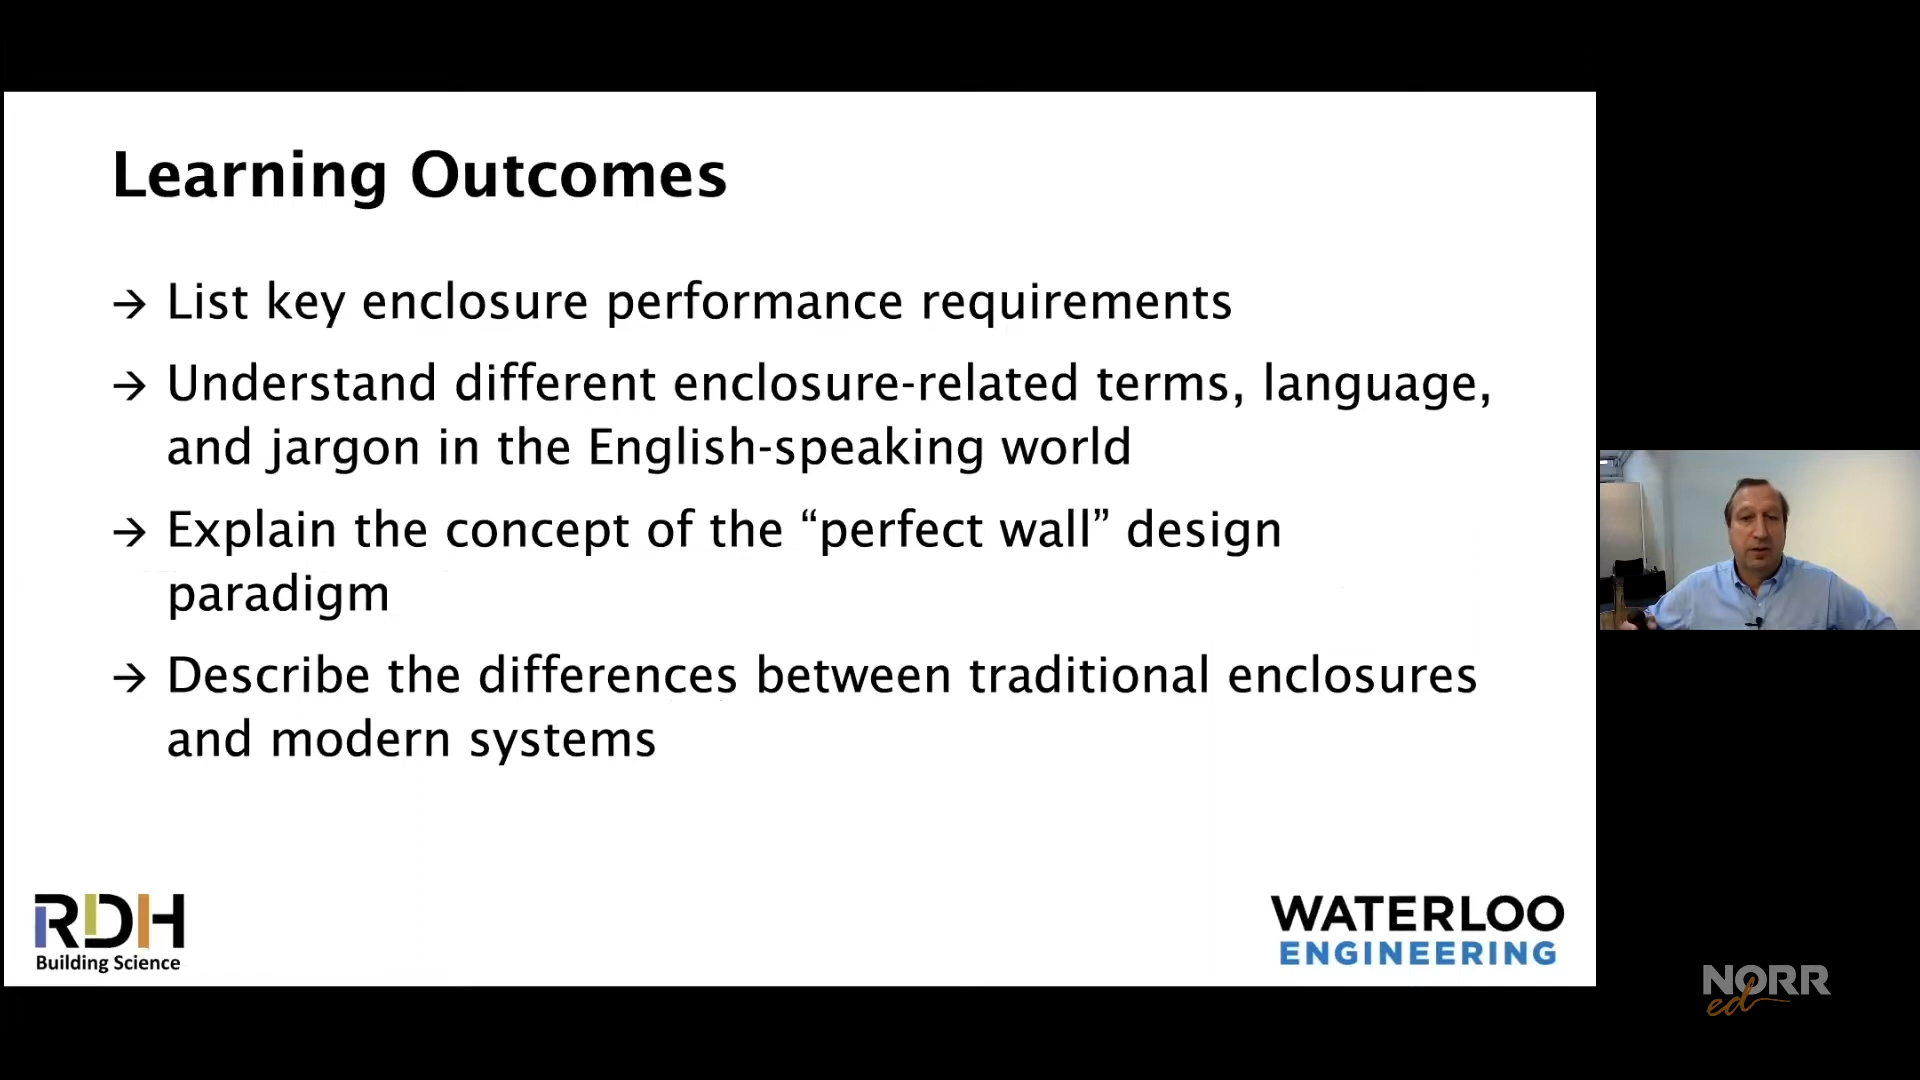 Learning Outcomes
→ List key enclosure performance requirements
→ Understand different enclosure-related terms, language,
and jargon in the English-speaking world
→ Explain the concept of the “perfect wall” design
paradigm
→ Describe the differences between traditional enclosures
and modern systems
RDH
Building Science
WATERLOO
ENGINEERING
NORR
ed